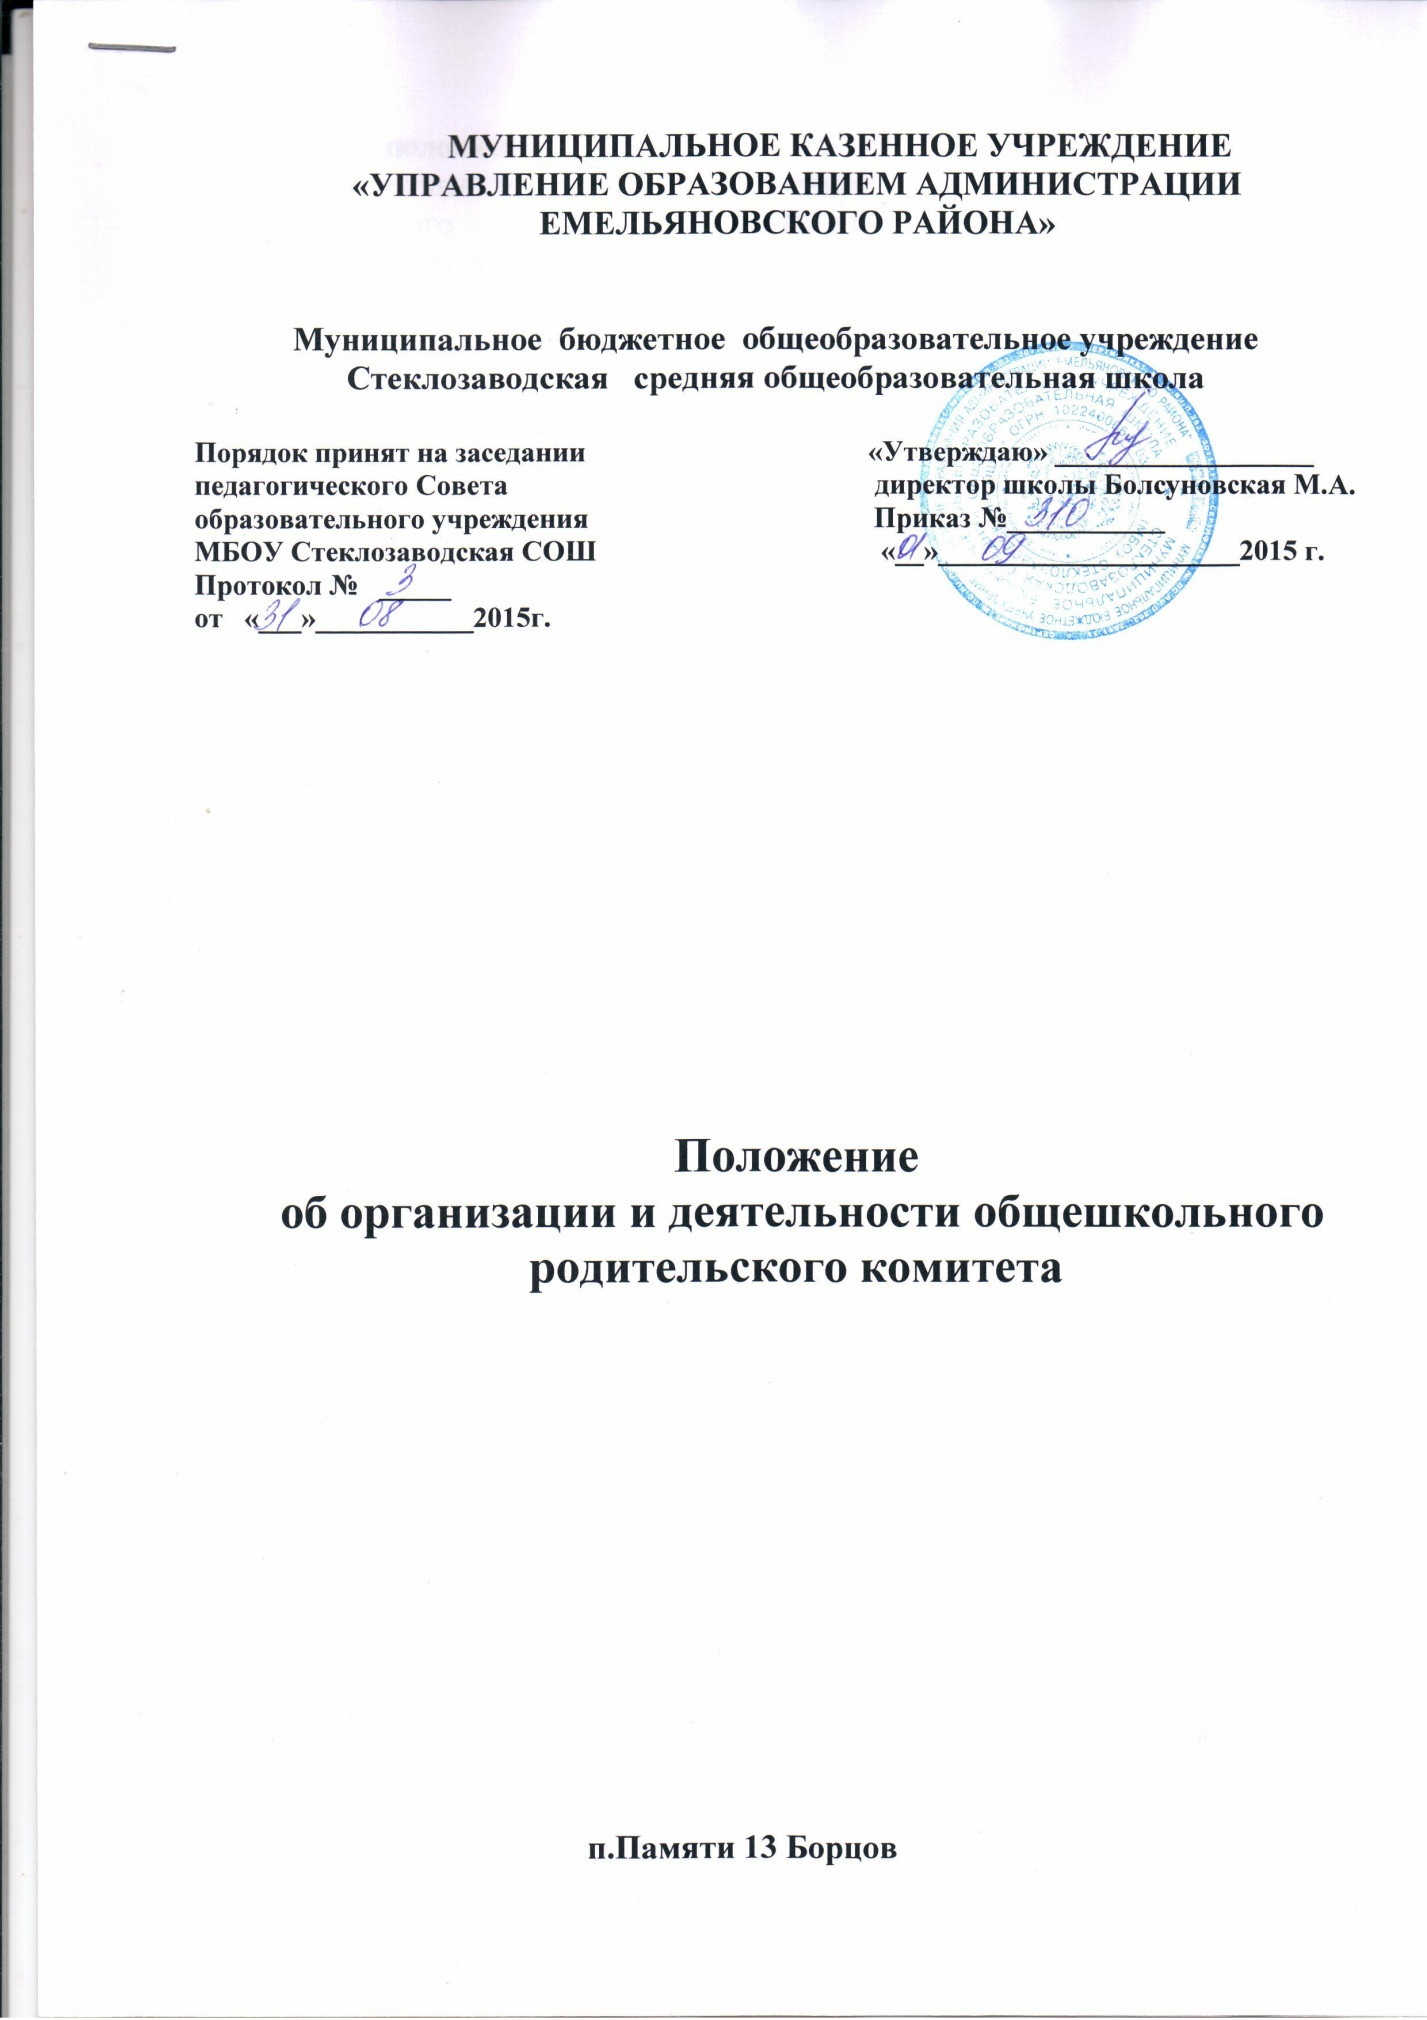 МУНИЦИПАЛЬНОЕ КАЗЕННОЕ УЧРЕЖДЕНИЕ
«УПРАВЛЕНИЕ ОБРАЗОВАНИЕМ АДМИНИСТРАЦИИ
ЕМЕЛЬЯНОВСКОГО РАЙОНА»
Муниципальное бюджетное общеобразовательное учреждение
Стеклозаводская средняя общеобразовательная школа
Порядок принят на заседании
педагогического Совета
образовательного учреждения
МБОУ Стеклозаводская СОШ
Протокол № 3
от «31» 08 2015г.
«Утверждаю»
директор школы Болсуновская М.А.
Приказ № 310
«01» 09 2015 г.
Положение
об организации и деятельности общешкольного
родительского комитета
п.Памяти 13 Борцов